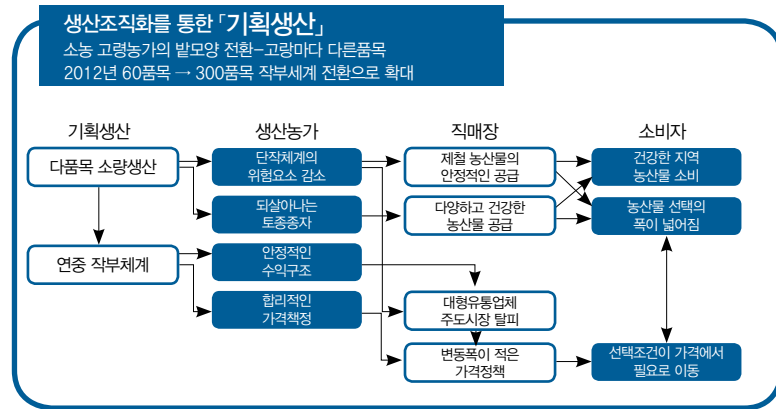 생산조직화를 통한 「기획생산」
소농 고령농가의 밭모양 전환-고랑마다 다른품목
2012년 60품목 → 300품목 작부세계 전환으로 확대
기획생산
생산농가
직매장
소비자
다품목 소량생산
단작체계의
위험요소 감소
제철 농산물의
안정적인 공급
건강한 지역
농산물 소비
되살아나는
토종종자
다양하고 건강한
농산물 공급
농산물 선택의
폭이 넓어짐
연중 작부체계
안정적인
수익구조
합리적인
가격책정
대형유통업체
주도시장 탈피
변동폭이 적은
가격정책
선택조건이 가격에서
필요로 이동